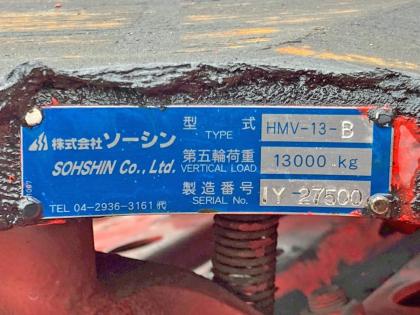 株式会社 ソーシン
SOHSHIN Co., Ltd.
TEL 04-2936-3161 代
型式 HMV-13-B
TYPE
第五輪荷重 13000 kg
VERTICAL LOAD
製造番号 1Y 27500
SERIAL No.